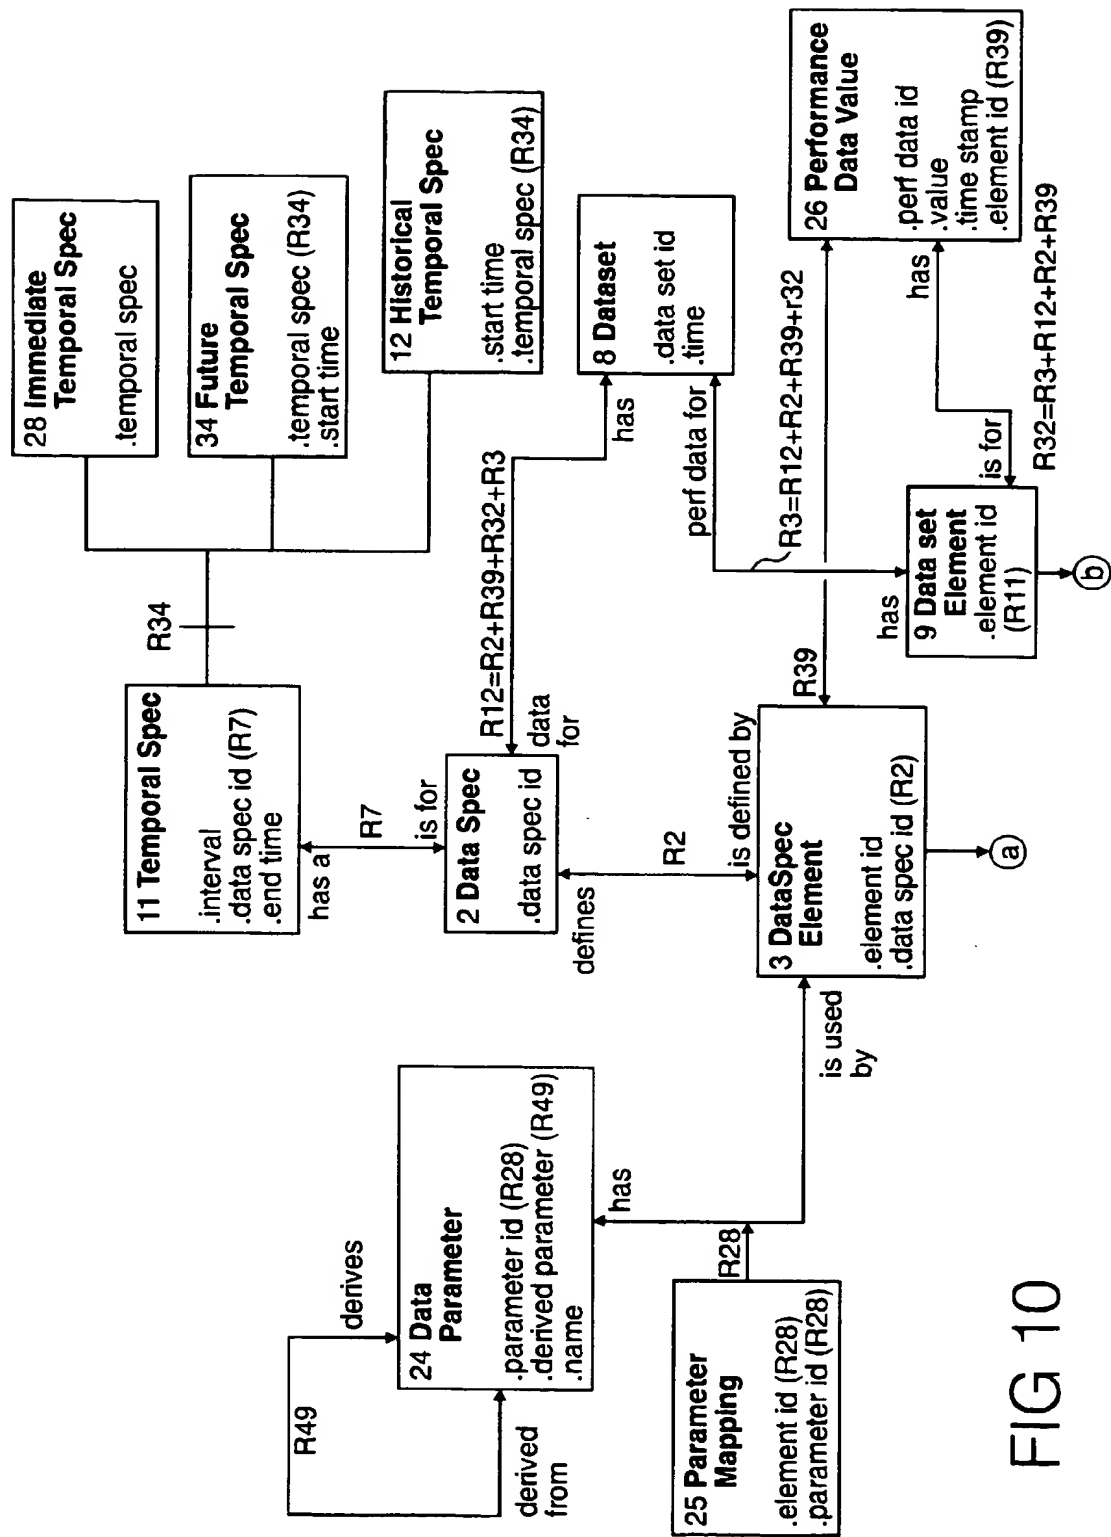 28 Immediate
Temporal Spec
.temporal spec
34 Future
Temporal Spec
.temporal spec (R34)
.start time
12 Historical
Temporal Spec
.start time
.temporal spec (R34)
R34
11 Temporal Spec
.interval
.data spec id (R7)
.end time
has a
R7
is for
2 Data Spec
.data spec id
R12=R2+R39+R32+R3
data
for
has
8 Dataset
.data set id
.time
perf data for
R3=R12+R2+R39+r32
has
9 Data set
Element
.element id
(R11)
b
is for
R32=R3+R12+R2+R39
has
26 Performance
Data Value
.perf data id
.value
.time stamp
.element id (R39)
R39
defines
R2
is defined by
3 DataSpec
Element
.element id
.data spec id (R2)
a
is used
by
R49
derives
derived
from
24 Data
Parameter
.parameter id (R28)
.derived parameter (R49)
.name
has
R28
25 Parameter
Mapping
.element id (R28)
.parameter id (R28)
FIG 10